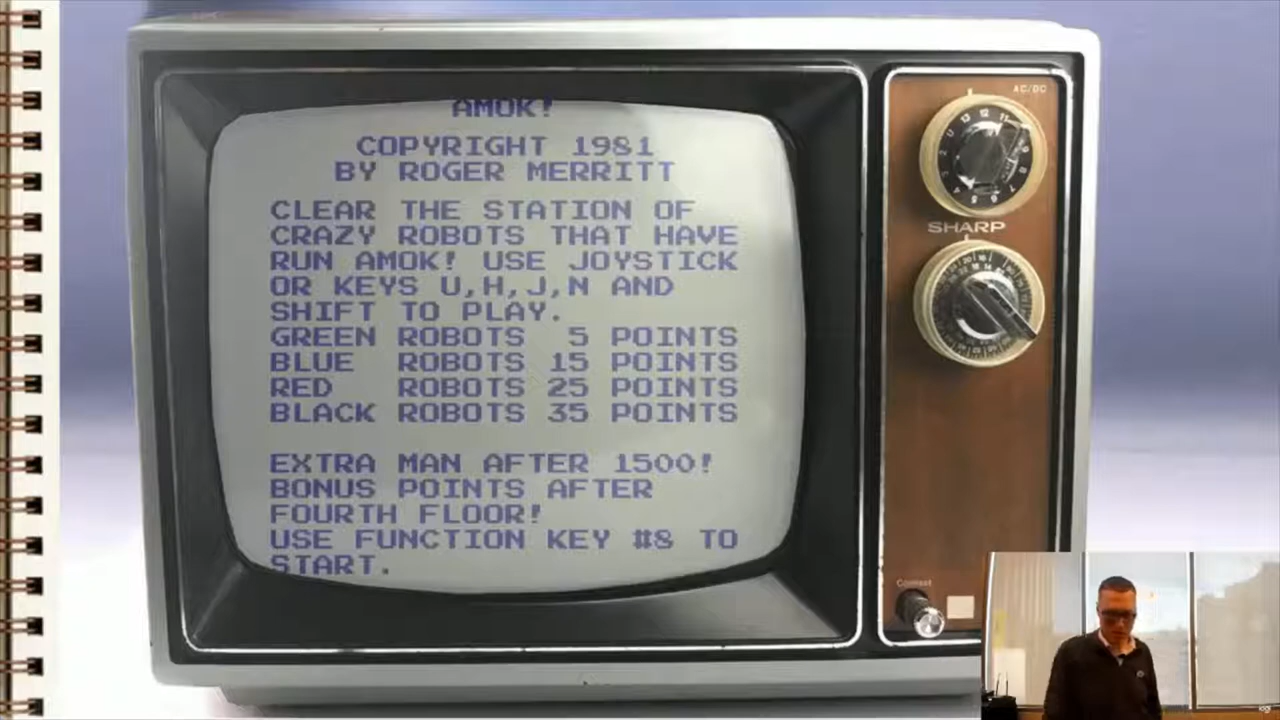 AMOK!
COPYRIGHT 1981
BY ROGER MERRITT
CLEAR THE STATION OF
CRAZY ROBOTS THAT HAVE
RUN AMOK! USE JOYSTICK
OR KEYS U,H,J,N AND
SHIFT TO PLAY.
GREEN ROBOTS 5 POINTS
BLUE ROBOTS 15 POINTS
RED ROBOTS 25 POINTS
BLACK ROBOTS 35 POINTS
EXTRA MAN AFTER 1500!
BONUS POINTS AFTER
FOURTH FLOOR!
USE FUNCTION KEY #8 TO
START.
AC/DC
SHARP
Contrast
logi